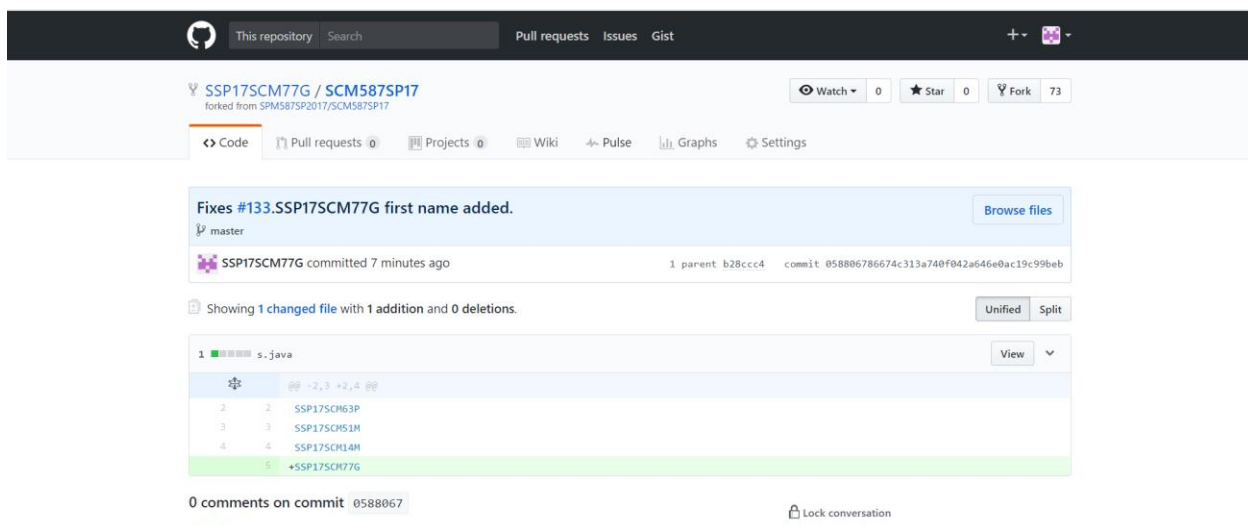 This repository Search Pull requests Issues Gist
SSP17SCM77G / SCM587SP17
forked from SPM587SP2017/SCM587SP17
Watch 0 Star 0 Fork 73
Code Pull requests 0 Projects 0 Wiki Pulse Graphs Settings
Fixes #133.SSP17SCM77G first name added.
Browse files
master
SSP17SCM77G committed 7 minutes ago
1 parent b28ccc4 commit 058806786674c313a740f042a646e0ac19c99beb
Showing 1 changed file with 1 addition and 0 deletions.
Unified Split
1 s.java
View
@@ -2,3 +2,4 @@
2 2 SSP17SCM63P
3 3 SSP17SCM51M
4 4 SSP17SCM14M
5 +SSP17SCM77G
0 comments on commit 0588067
Lock conversation